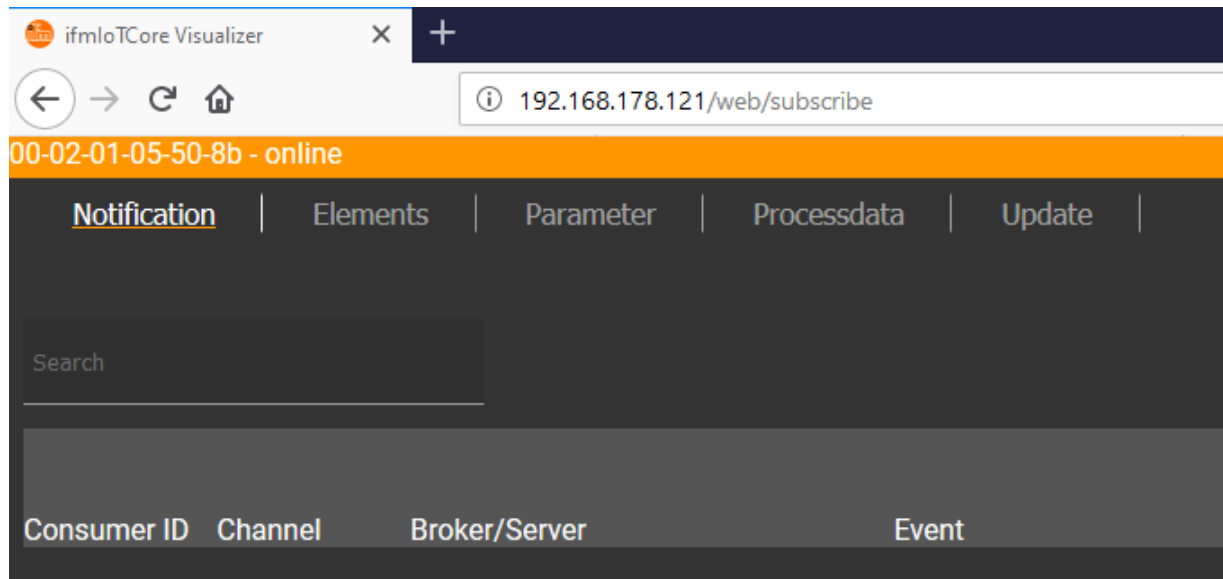 ifmIoTCore Visualizer
192.168.178.121/web/subscribe
00-02-01-05-50-8b - online
Notification Elements Parameter Processdata Update
Search
Consumer ID Channel Broker/Server Event